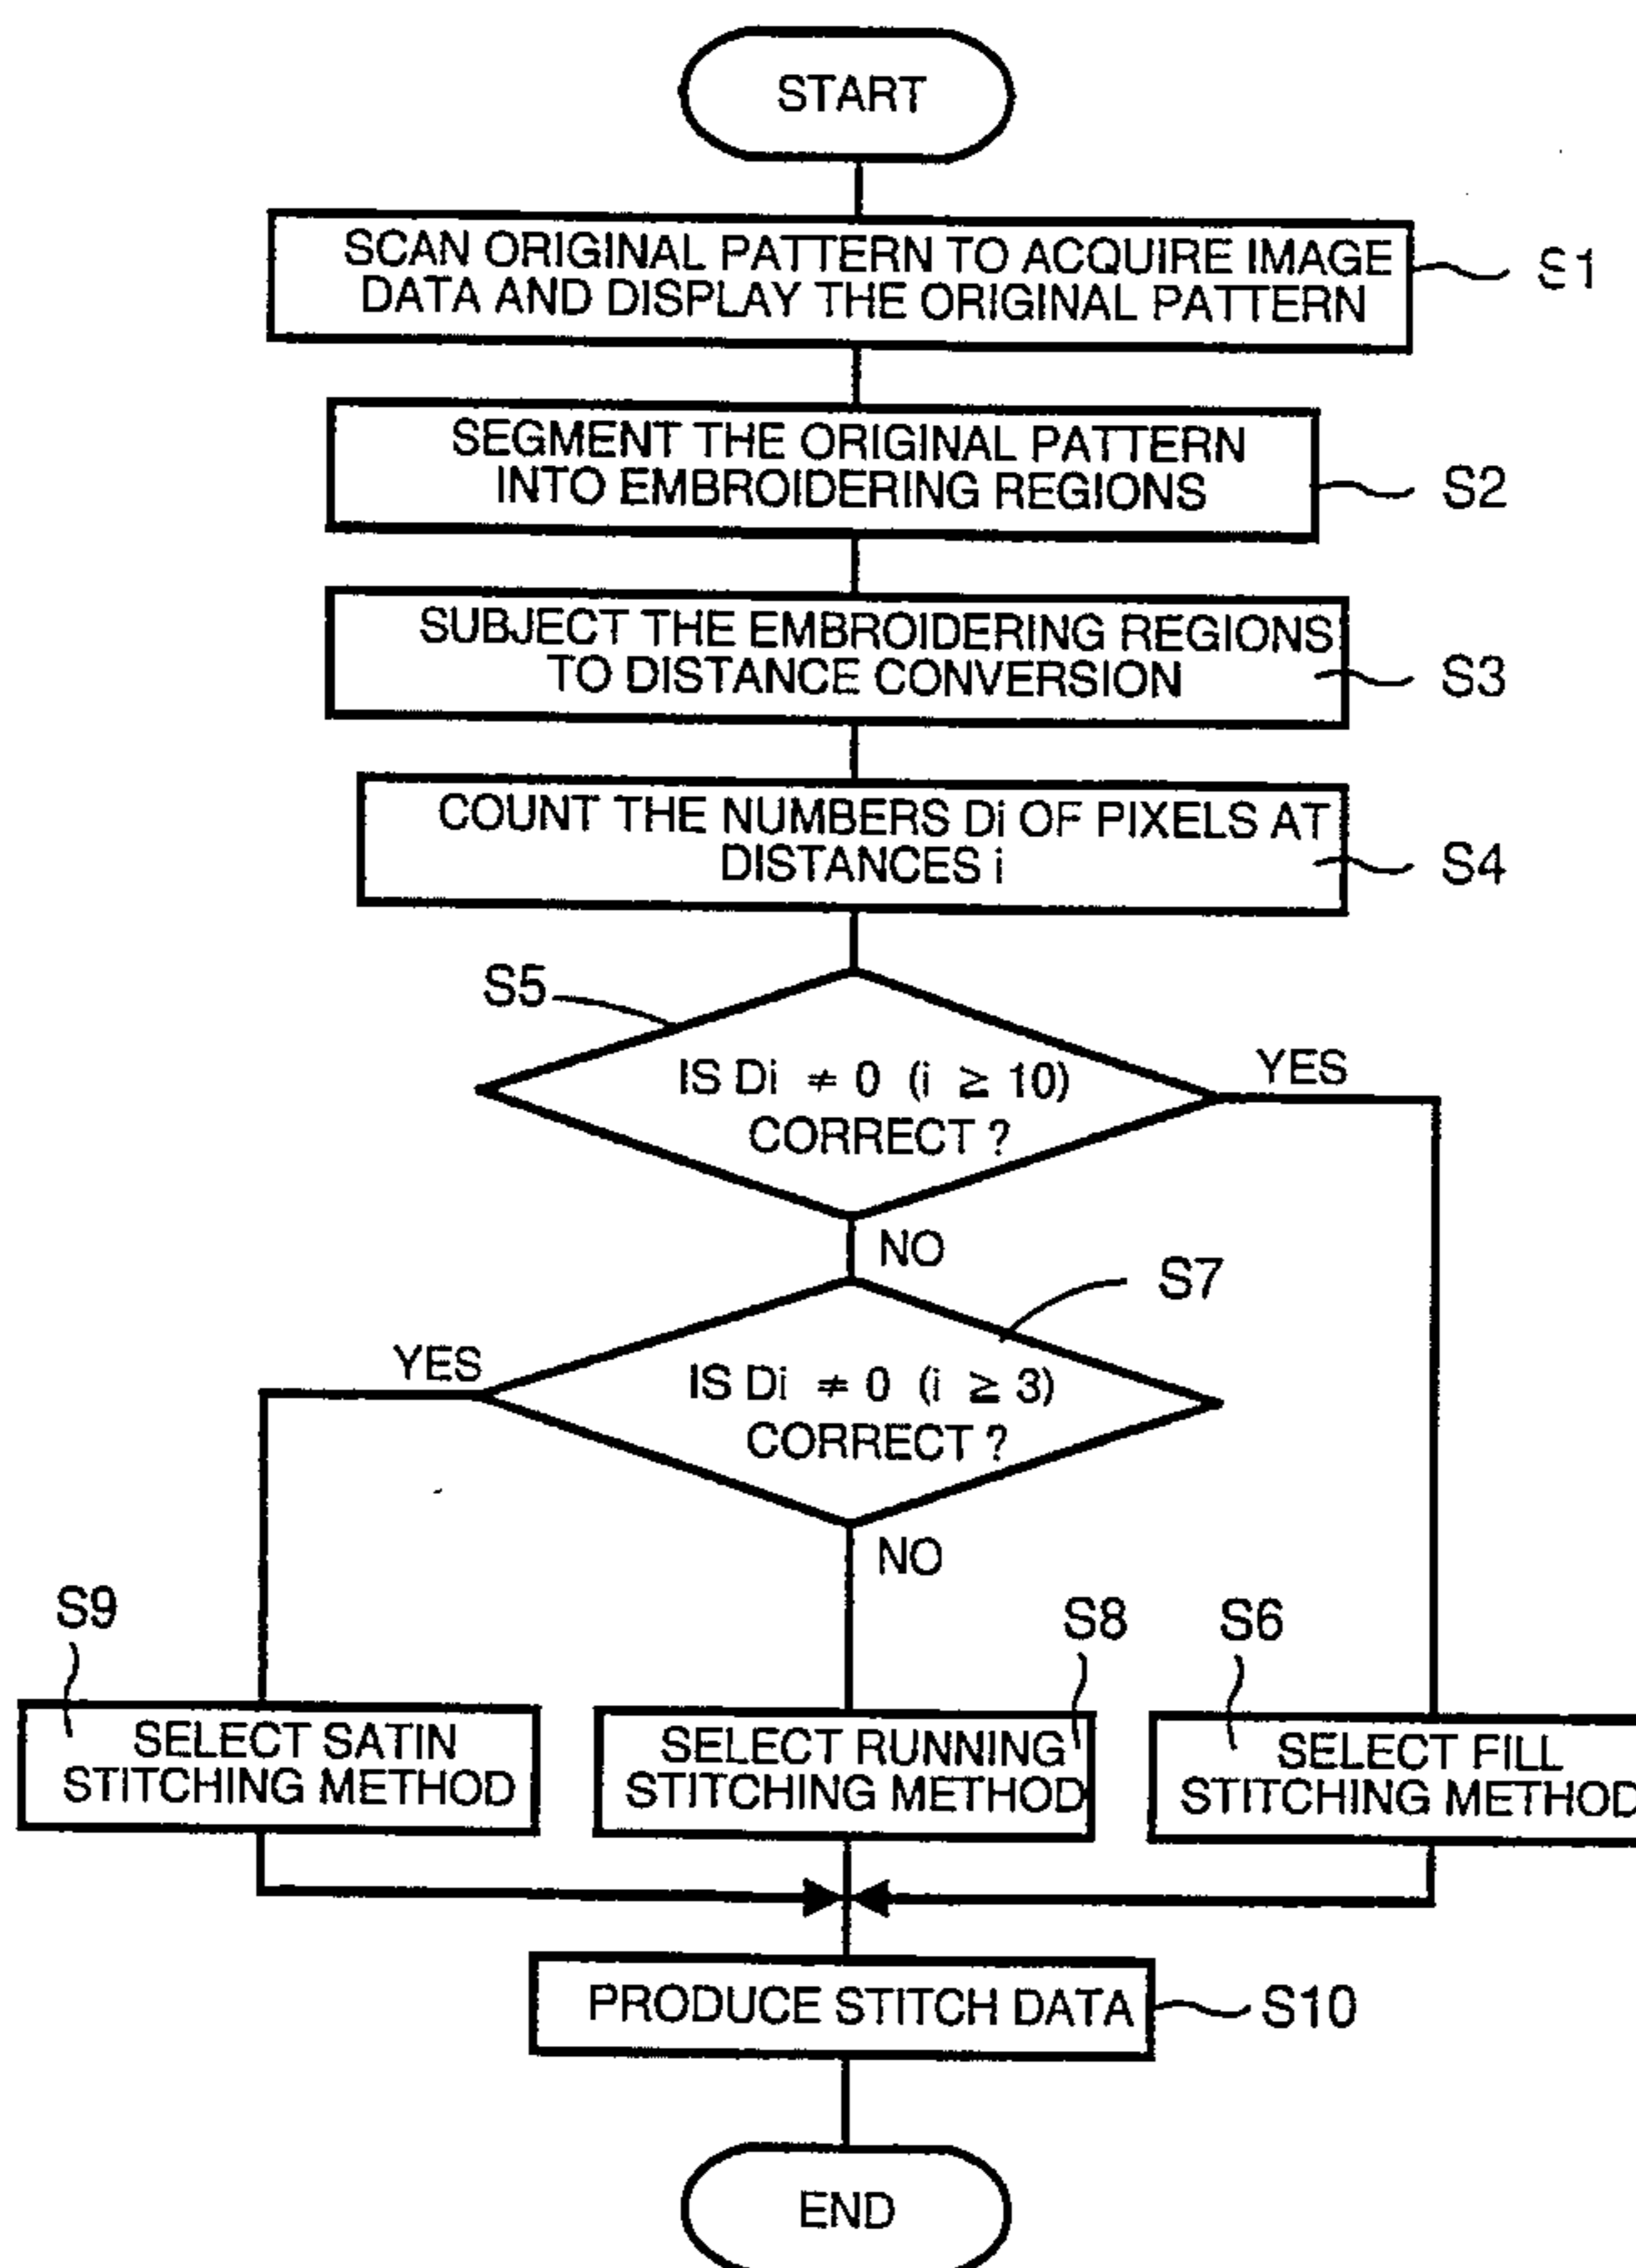 START
SCAN ORIGINAL PATTERN TO ACQUIRE IMAGE
DATA AND DISPLAY THE ORIGINAL PATTERN
S1
SEGMENT THE ORIGINAL PATTERN
INTO EMBROIDERING REGIONS
S2
SUBJECT THE EMBROIDERING REGIONS
TO DISTANCE CONVERSION
S3
COUNT THE NUMBERS Di OF PIXELS AT
DISTANCES i
S4
S5
IS Di ≠ 0 (i ≥ 10)
CORRECT ?
YES
NO
S7
IS Di ≠ 0 (i ≥ 3)
CORRECT ?
YES
NO
S9
SELECT SATIN
STITCHING METHOD
S8
SELECT RUNNING
STITCHING METHOD
S6
SELECT FILL
STITCHING METHOD
PRODUCE STITCH DATA
S10
END